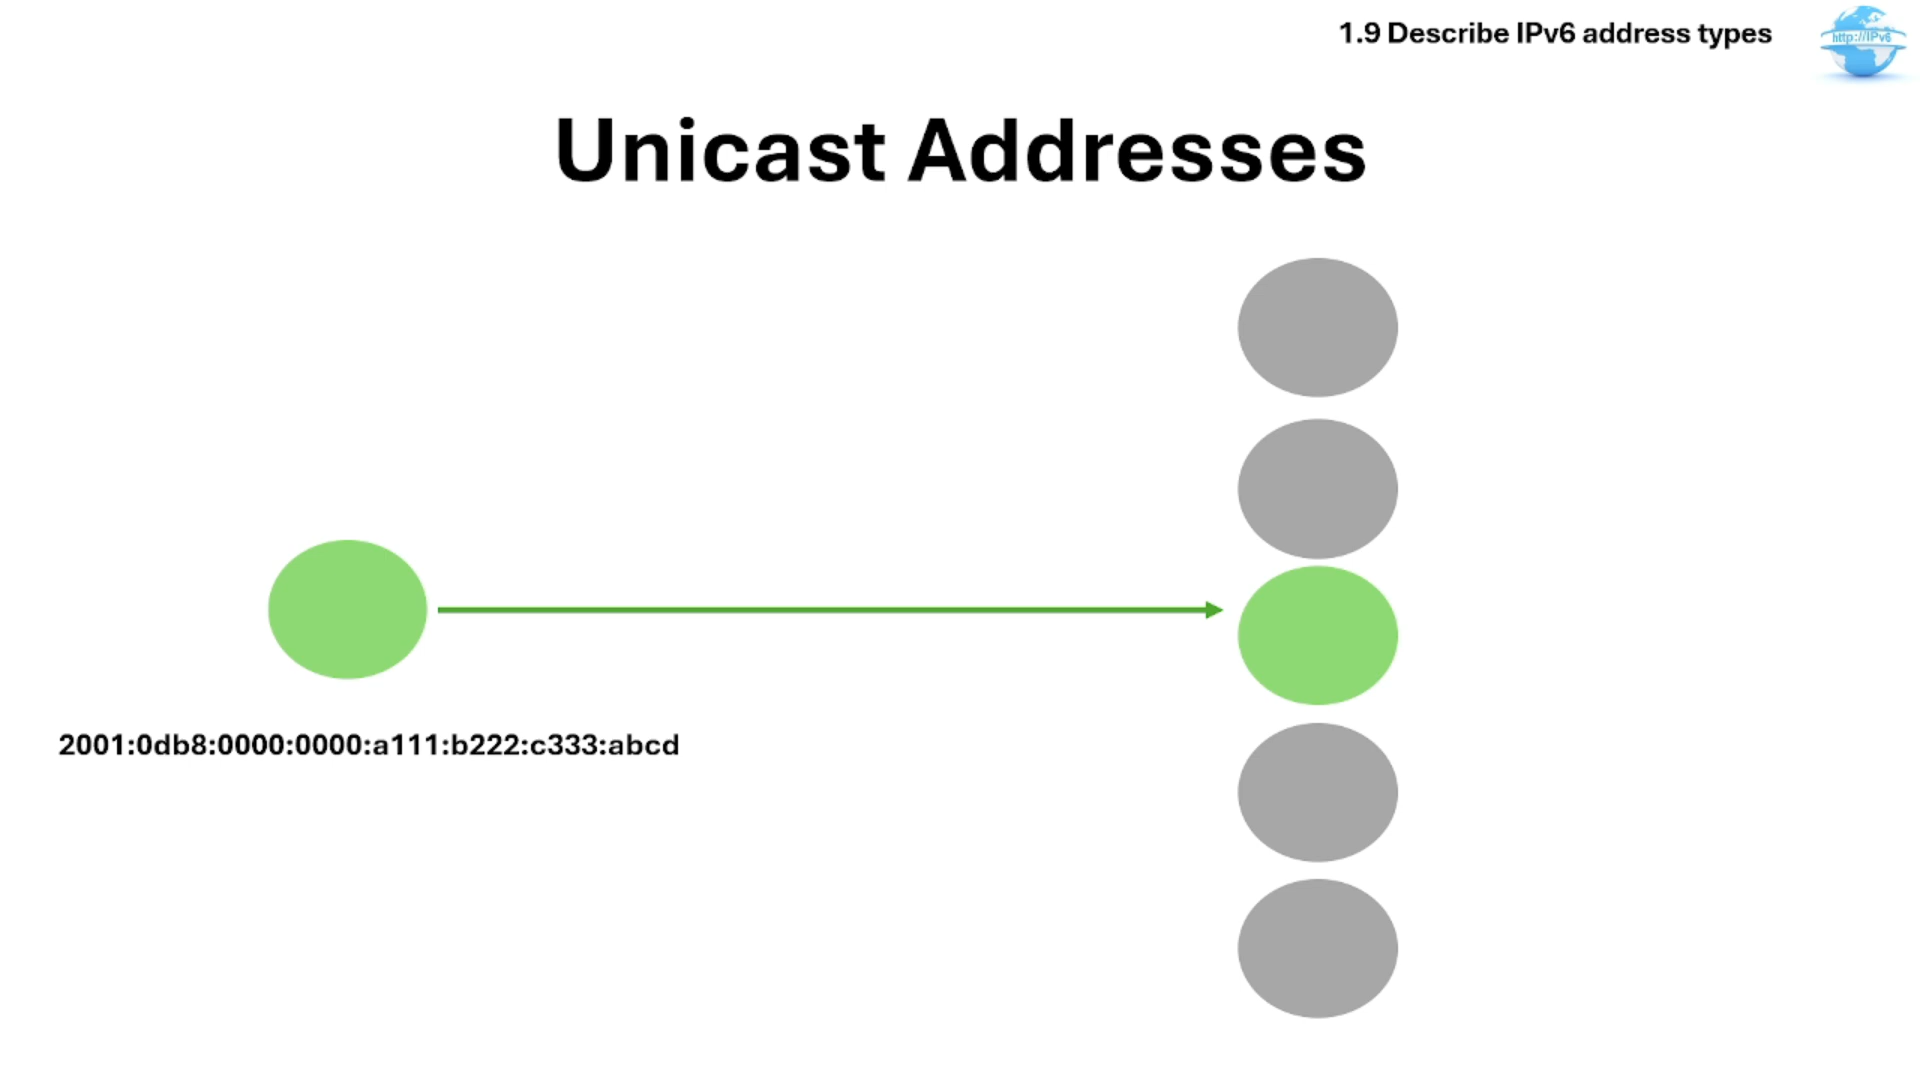 1.9 Describe IPv6 address types
http://IPv6
Unicast Addresses
2001:0db8:0000:0000:a111:b222:c333:abcd